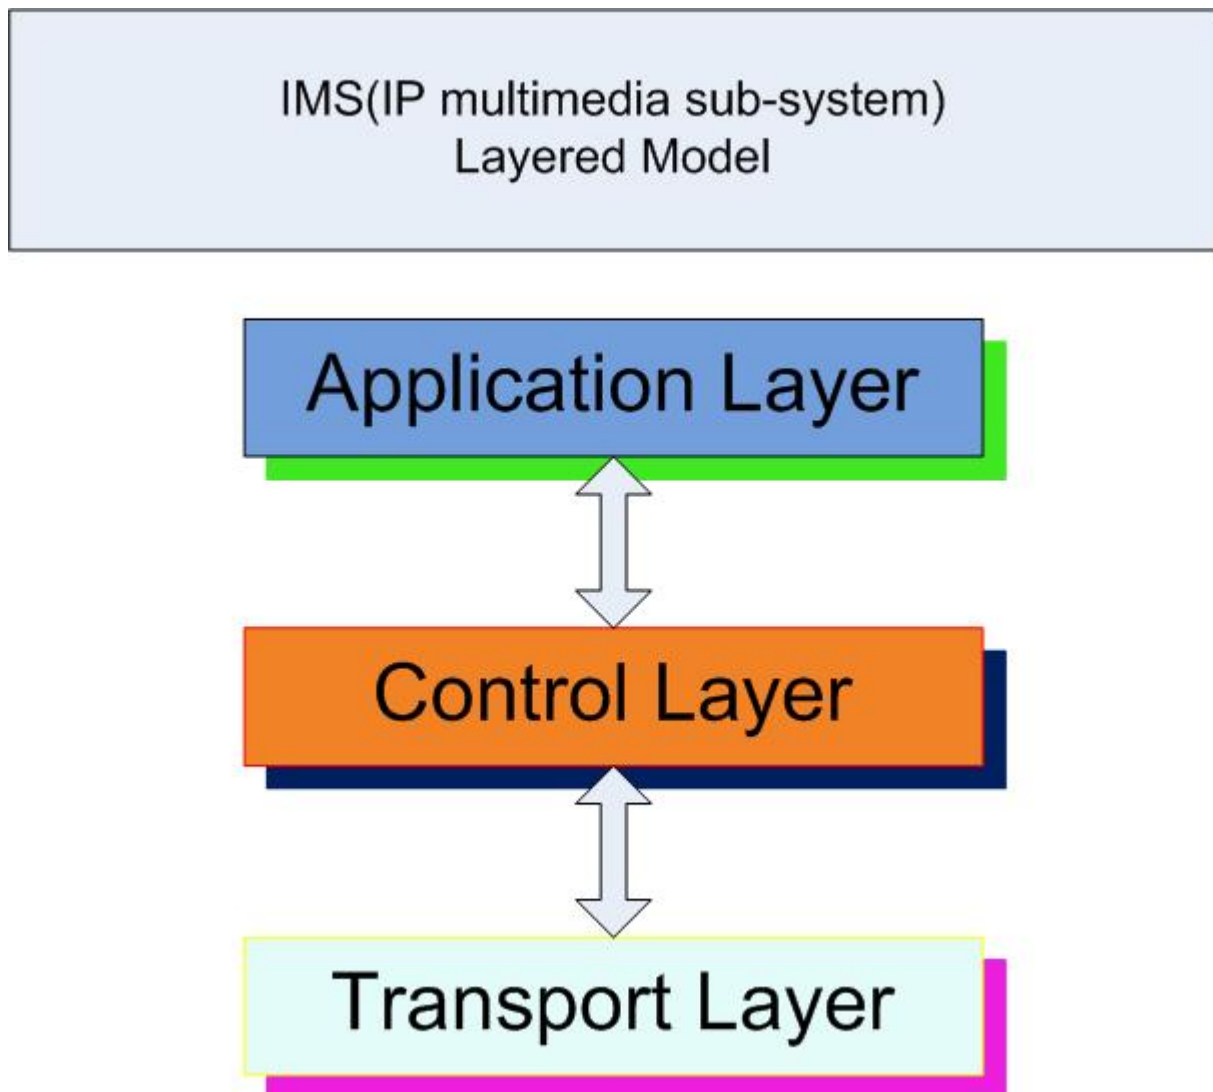 IMS(IP multimedia sub-system)
Layered Model
Application Layer
Control Layer
Transport Layer